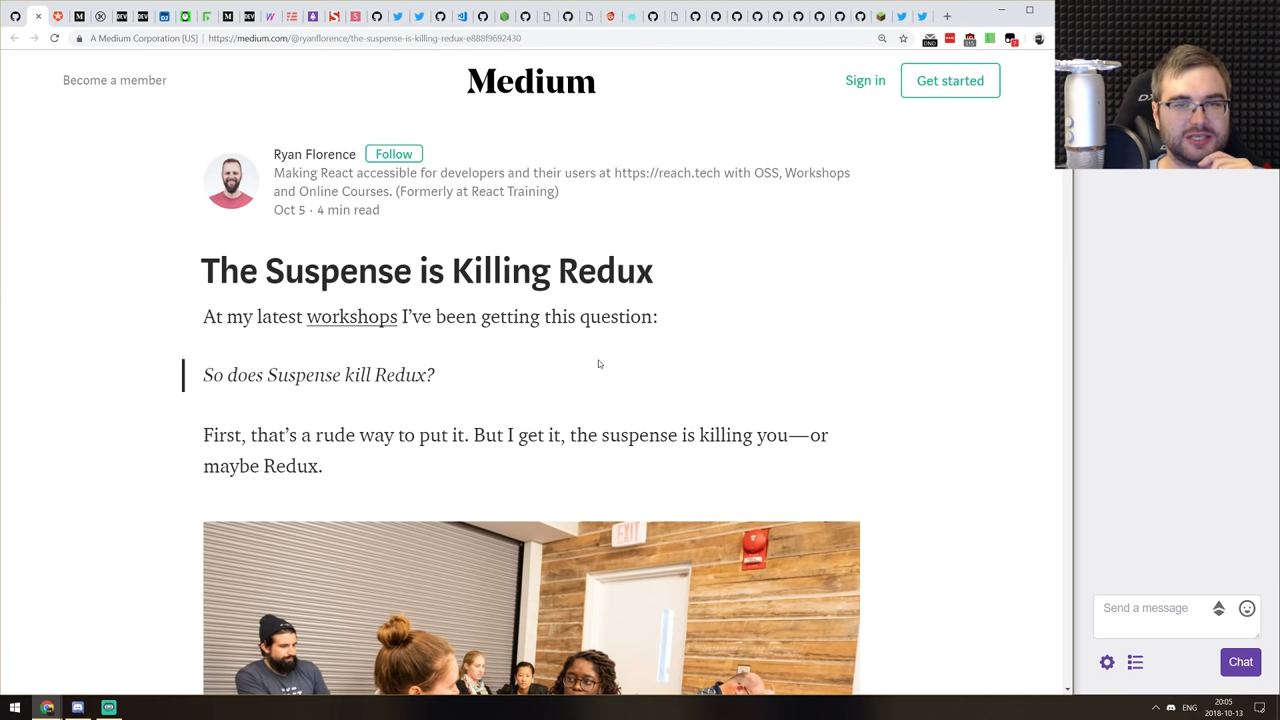 A Medium Corporation [US]
https://medium.com/@ryanflorence/the-suspense-is-killing-redux-e888f9692430
Become a member
Medium
Sign in
Get started
Ryan Florence
Follow
Making React accessible for developers and their users at https://reach.tech with OSS, Workshops
and Online Courses. (Formerly at React Training)
Oct 5 · 4 min read
The Suspense is Killing Redux
At my latest workshops I’ve been getting this question:
So does Suspense kill Redux?
First, that’s a rude way to put it. But I get it, the suspense is killing you—or
maybe Redux.
EXIT
Send a message
Chat
ENG
20:05
2018-10-13